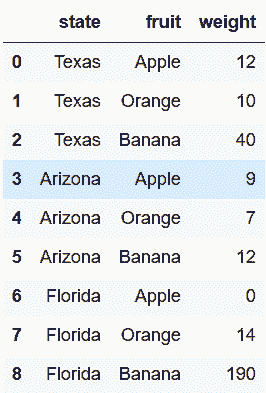 state fruit weight
0 Texas Apple 12
1 Texas Orange 10
2 Texas Banana 40
3 Arizona Apple 9
4 Arizona Orange 7
5 Arizona Banana 12
6 Florida Apple 0
7 Florida Orange 14
8 Florida Banana 190